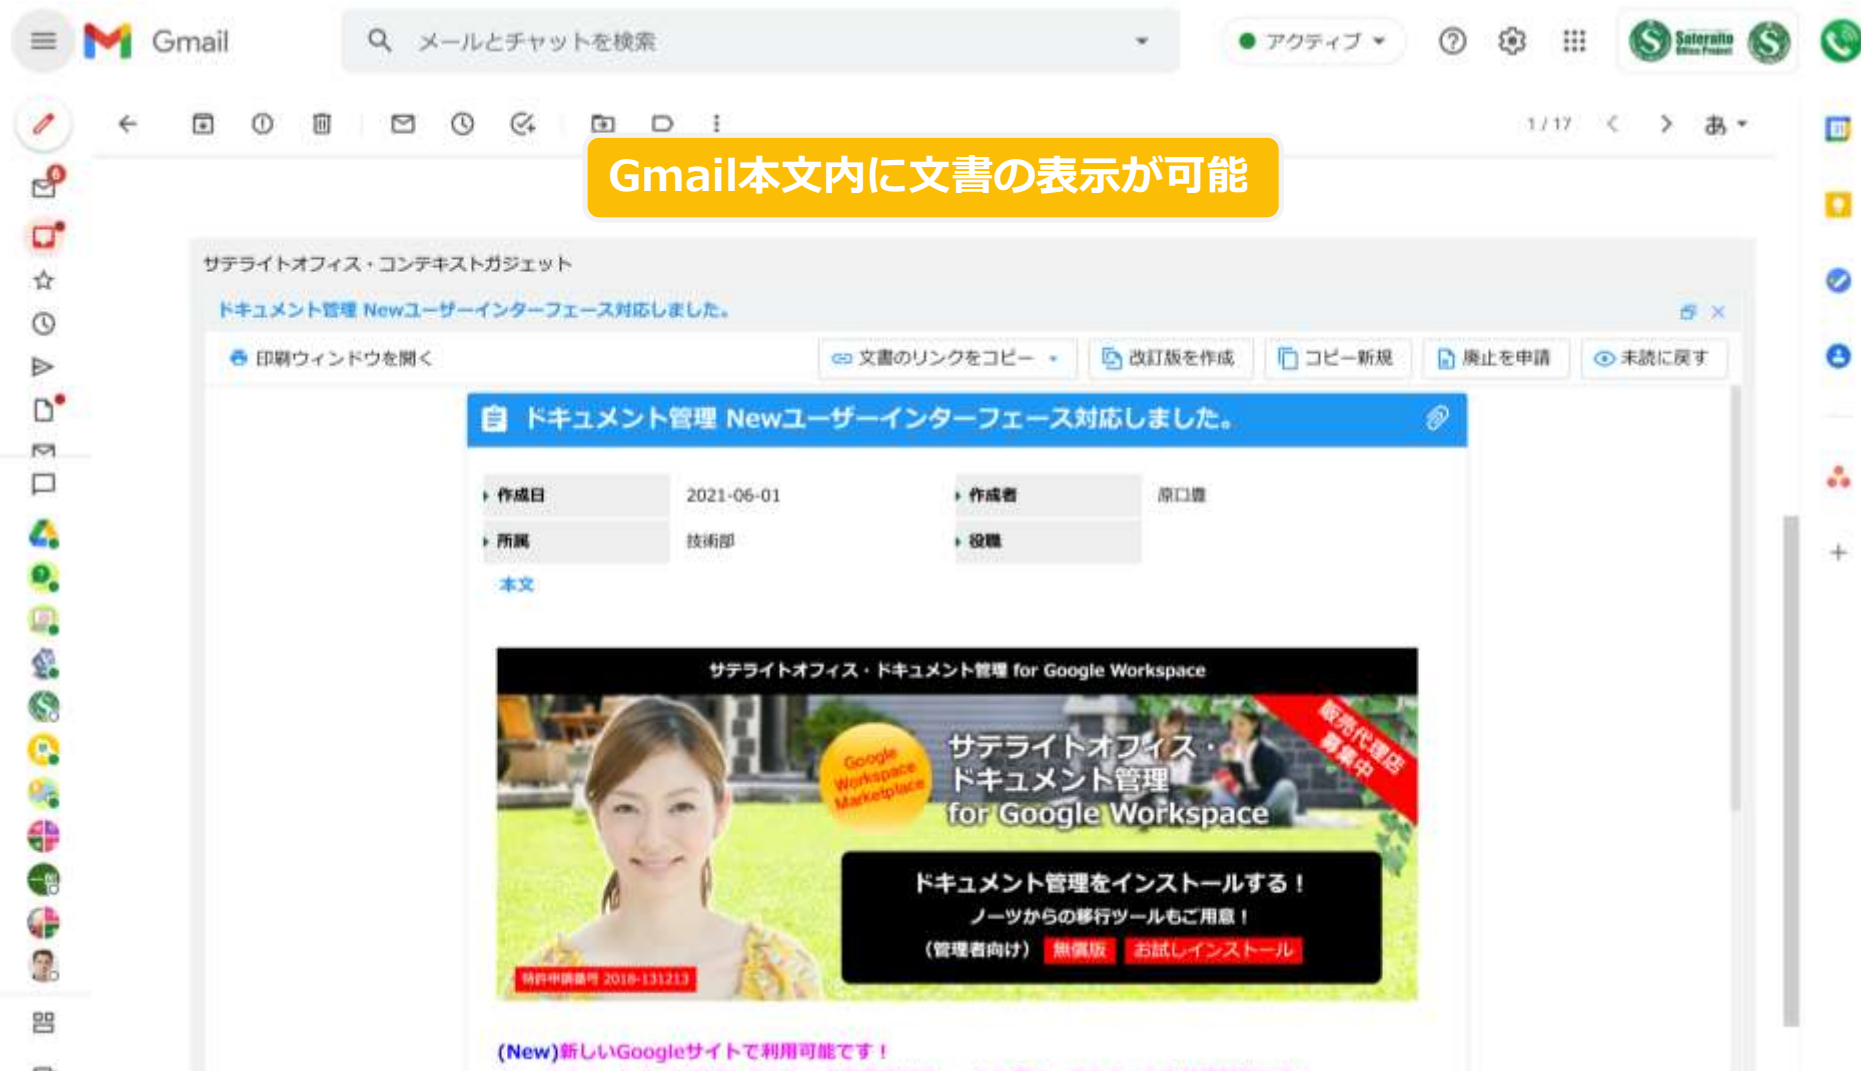 Gmail
メールとチャットを検索
アクティブ
Sateraito
Office Project
6
1 / 17
あ
Gmail本文内に文書の表示が可能
サテライトオフィス・コンテキストガジェット
ドキュメント管理 Newユーザーインターフェース対応しました。
印刷ウィンドウを開く
文書のリンクをコピー
改訂版を作成
コピー新規
廃止を申請
未読に戻す
ドキュメント管理 Newユーザーインターフェース対応しました。
作成日 2021-06-01 作成者 原口豊
所属 技術部 役職
本文
サテライトオフィス・ドキュメント管理 for Google Workspace
Google
Workspace
Marketplace
サテライトオフィス・
ドキュメント管理
for Google Workspace
販売代理店
募集中
ドキュメント管理をインストールする！
ノーツからの移行ツールもご用意！
（管理者向け） 無償版 お試しインストール
特許申請番号 2018-131213
(New)新しいGoogleサイトで利用可能です！